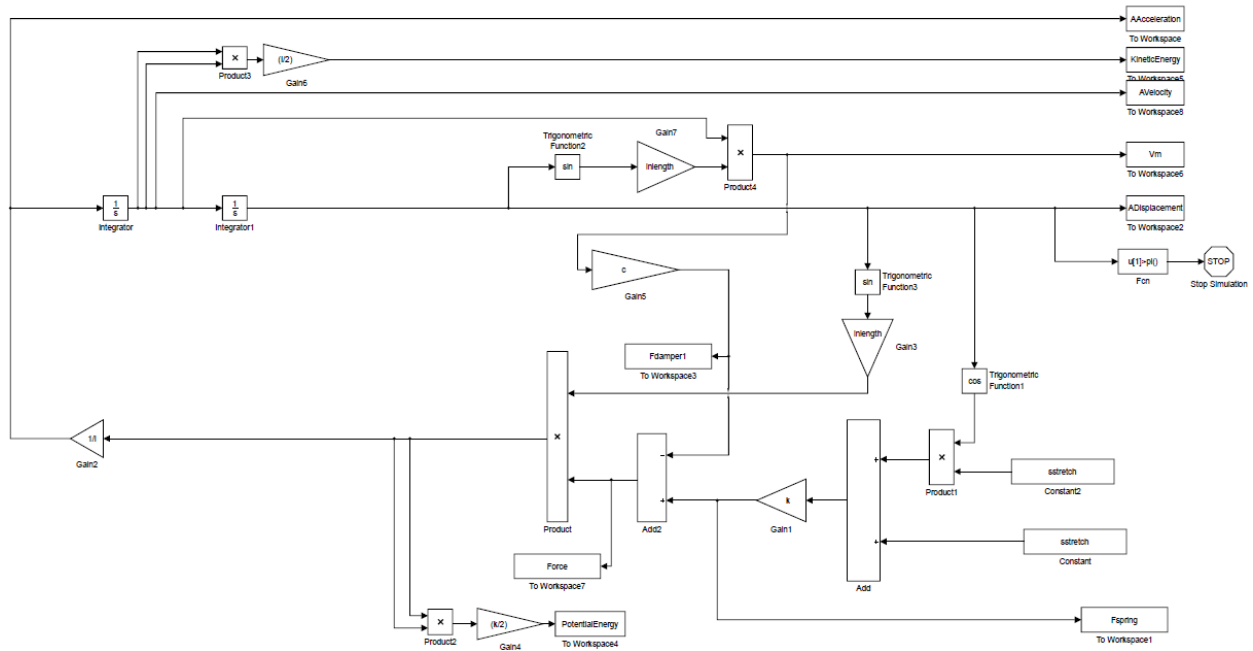 AAcceleration
To Workspace
×
Product3
(I/2)
Gain6
KineticEnergy
To Workspace5
AVelocity
To Workspace8
Trigonometric
Function2
sin
Gain7
lnlength
×
Product4
Vm
To Workspace6
1
s
Integrator
1
s
Integrator1
ADisplacement
To Workspace2
c
Gain5
sin
Trigonometric
Function3
u[1]>pi()
Fcn
STOP
Stop Simulation
lnlength
Gain3
Fdamper1
To Workspace3
cos
Trigonometric
Function1
1/I
Gain2
×
Product
−
+
Add2
k
Gain1
+
+
Add
×
Product1
sstretch
Constant2
sstretch
Constant
Force
To Workspace7
×
Product2
(k/2)
Gain4
PotentialEnergy
To Workspace4
Fspring
To Workspace1